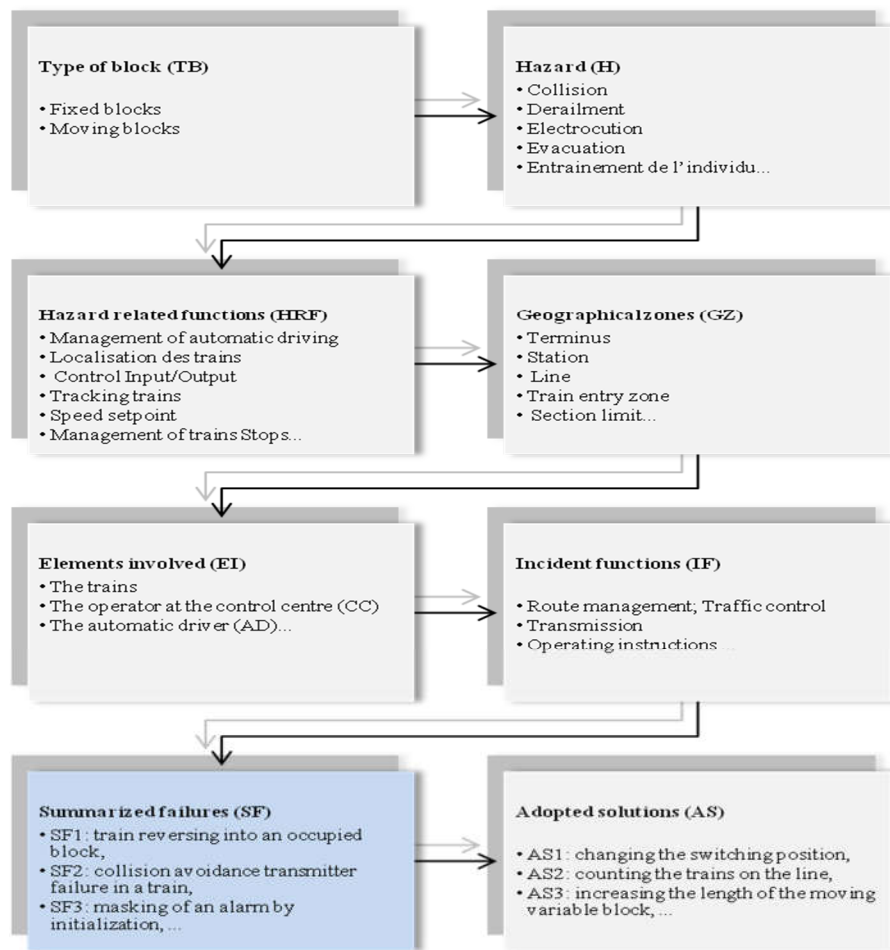 Type of block (TB)
• Fixed blocks
• Moving blocks
Hazard (H)
• Collision
• Derailment
• Electrocution
• Evacuation
• Entrainement de l’individu...
Hazard related functions (HRF)
• Management of automatic driving
• Localisation des trains
• Control Input/Output
• Tracking trains
• Speed setpoint
• Management of trains Stops...
Geographicalzones (GZ)
• Terminus
• Station
• Line
• Train entry zone
• Section limit...
Elements involved (EI)
• The trains
• The operator at the control centre (CC)
• The automatic driver (AD)...
Incident functions (IF)
• Route management; Traffic control
• Transmission
• Operating instructions ...
Summarized failures (SF)
• SF1: train reversing into an occupied
block,
• SF2: collision avoidance transmitter
failure in a train,
• SF3: masking of an alarm by
initialization, ...
Adopted solutions (AS)
• AS1: changing the switching position,
• AS2: counting the trains on the line,
• AS3: increasing the length of the moving
variable block, ...